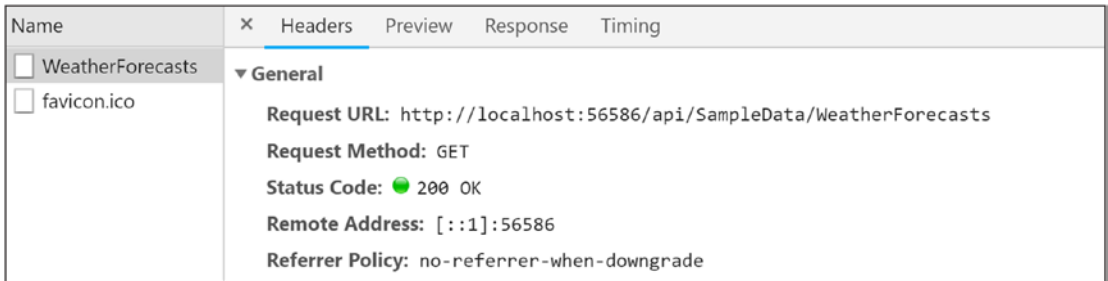 Name
× Headers Preview Response Timing
WeatherForecasts
favicon.ico
▼ General
Request URL: http://localhost:56586/api/SampleData/WeatherForecasts
Request Method: GET
Status Code: 200 OK
Remote Address: [::1]:56586
Referrer Policy: no-referrer-when-downgrade